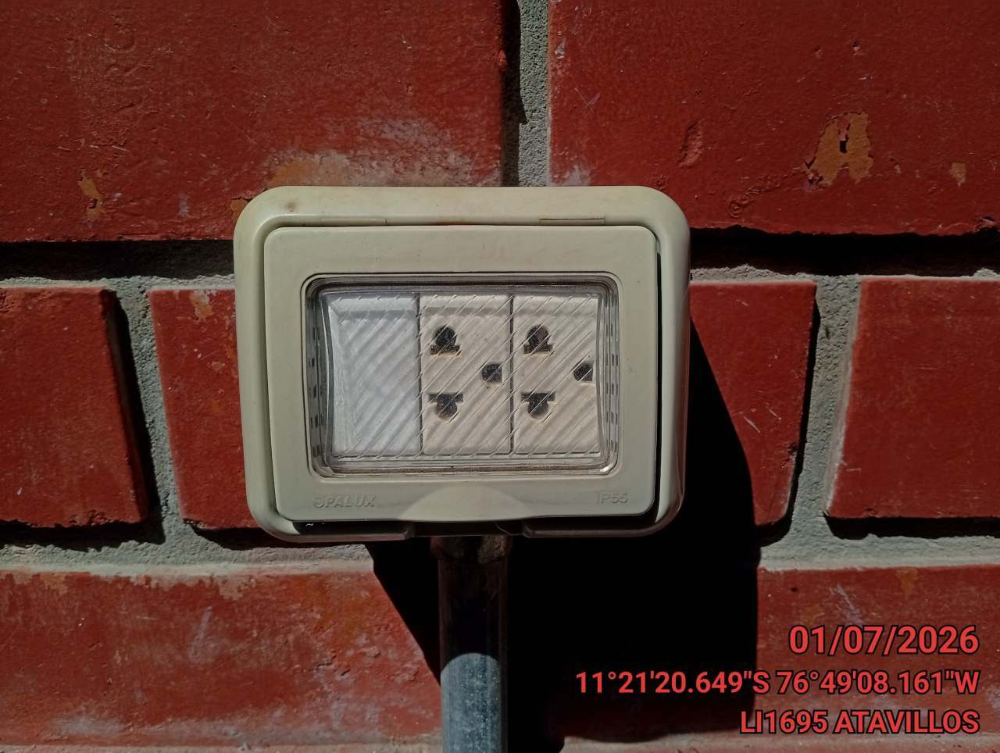 OPALUX
IP55
01/07/2026
11°21'20.649"S 76°49'08.161"W
LI1695 ATAVILLOS